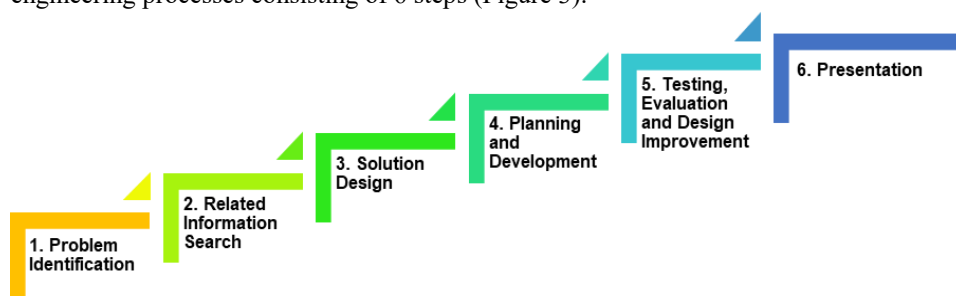 engineering processes consisting of 6 steps (Figure 3).
1. Problem
Identification
2. Related
Information
Search
3. Solution
Design
4. Planning
and
Development
5. Testing,
Evaluation
and Design
Improvement
6. Presentation